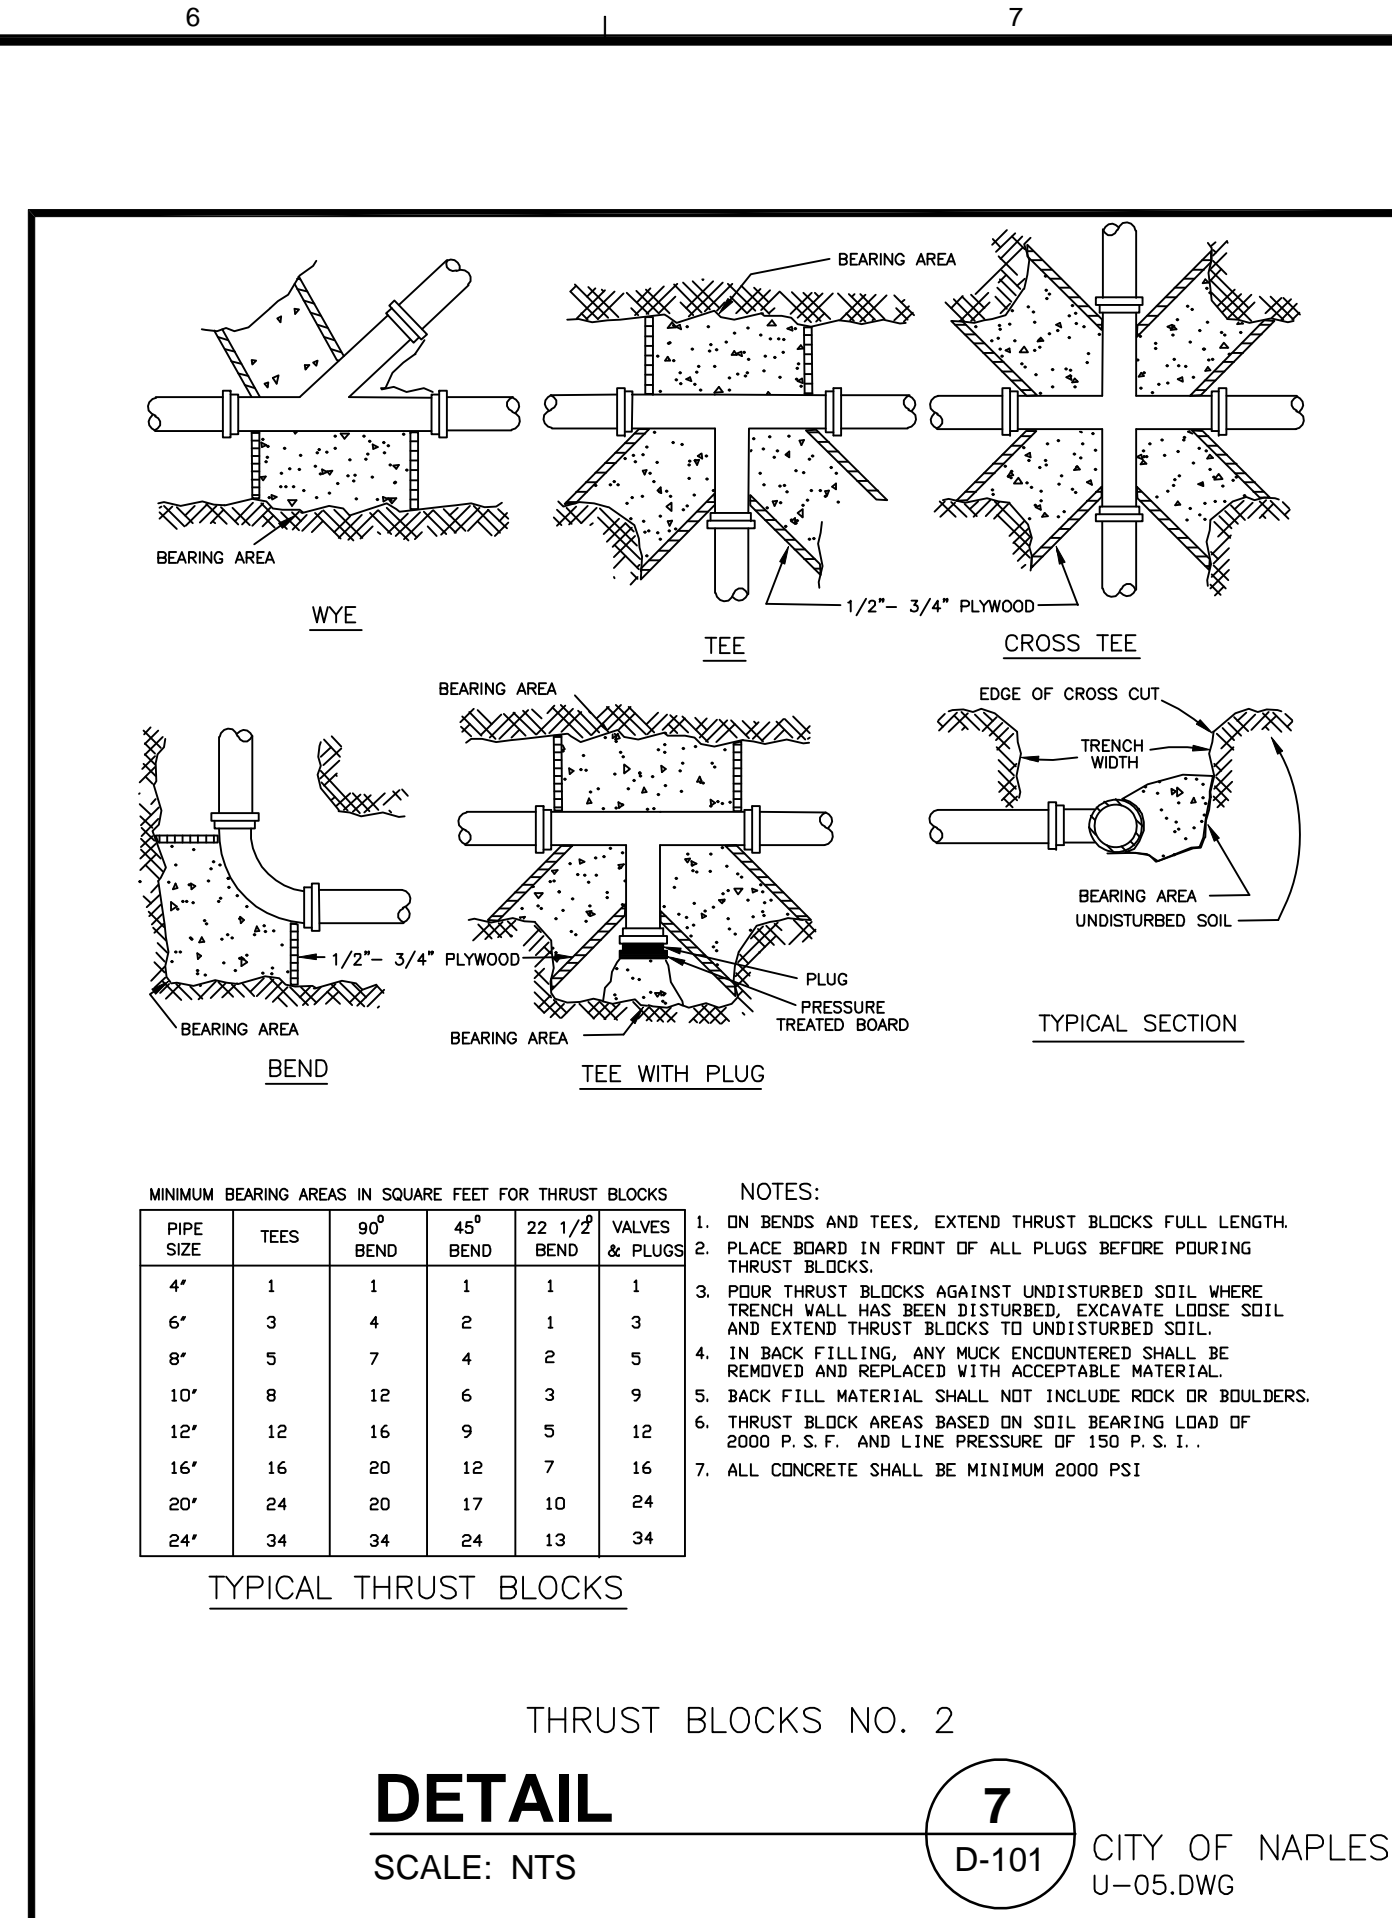 6
7
BEARING AREA
BEARING AREA
1/2"- 3/4" PLYWOOD
WYE
TEE
CROSS TEE
BEARING AREA
EDGE OF CROSS CUT
TRENCH
WIDTH
BEARING AREA
UNDISTURBED SOIL
1/2"- 3/4" PLYWOOD
PLUG
PRESSURE
TREATED BOARD
BEARING AREA
BEARING AREA
TYPICAL SECTION
BEND
TEE WITH PLUG
MINIMUM BEARING AREAS IN SQUARE FEET FOR THRUST BLOCKS
PIPE SIZE TEES 90° BEND 45° BEND 22 1/2° BEND VALVES & PLUGS
4" 1 1 1 1 1
6" 3 4 2 1 3
8" 5 7 4 2 5
10" 8 12 6 3 9
12" 12 16 9 5 12
16" 16 20 12 7 16
20" 24 20 17 10 24
24" 34 34 24 13 34
TYPICAL THRUST BLOCKS
NOTES:
1. ON BENDS AND TEES, EXTEND THRUST BLOCKS FULL LENGTH.
2. PLACE BOARD IN FRONT OF ALL PLUGS BEFORE POURING
THRUST BLOCKS.
3. POUR THRUST BLOCKS AGAINST UNDISTURBED SOIL WHERE
TRENCH WALL HAS BEEN DISTURBED, EXCAVATE LOOSE SOIL
AND EXTEND THRUST BLOCKS TO UNDISTURBED SOIL.
4. IN BACK FILLING, ANY MUCK ENCOUNTERED SHALL BE
REMOVED AND REPLACED WITH ACCEPTABLE MATERIAL.
5. BACK FILL MATERIAL SHALL NOT INCLUDE ROCK OR BOULDERS.
6. THRUST BLOCK AREAS BASED ON SOIL BEARING LOAD OF
2000 P.S.F. AND LINE PRESSURE OF 150 P.S.I..
7. ALL CONCRETE SHALL BE MINIMUM 2000 PSI
THRUST BLOCKS NO. 2
DETAIL
SCALE: NTS
7
D-101
CITY OF NAPLES
U-05.DWG